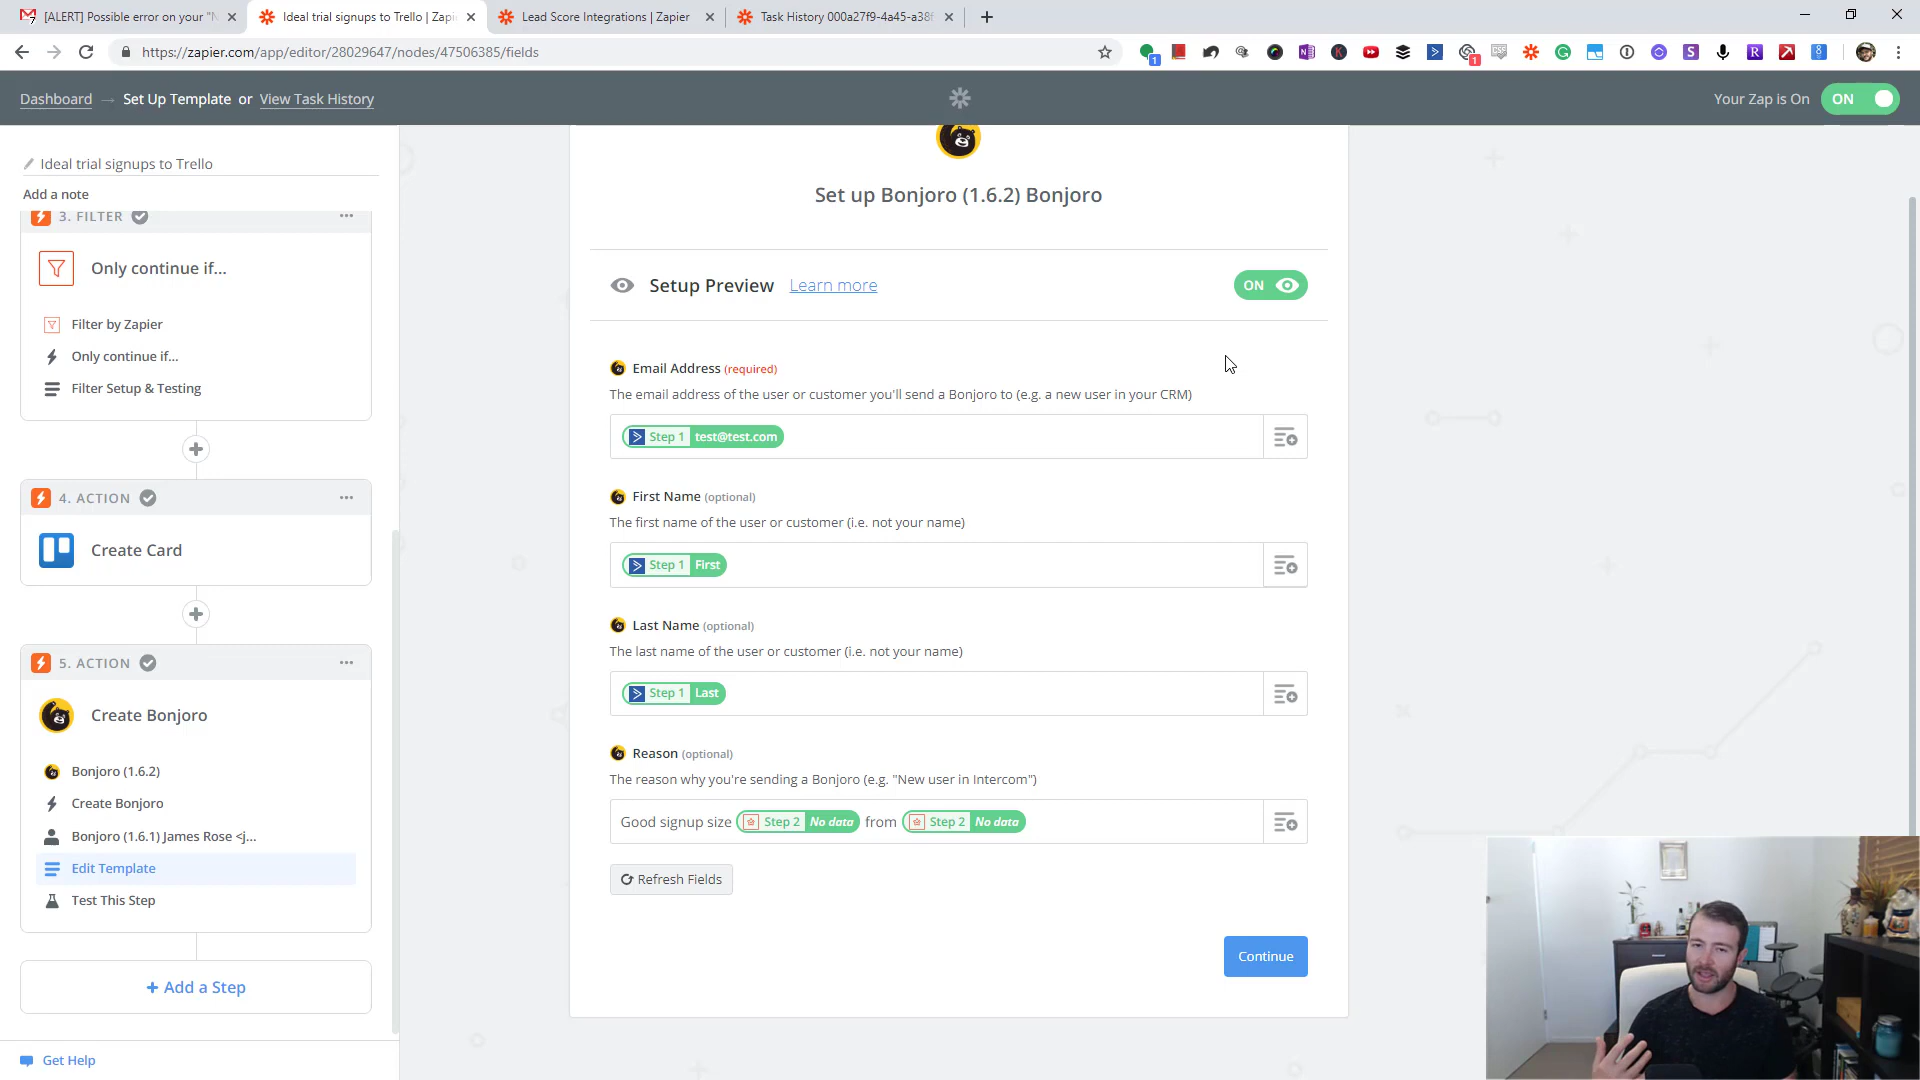 [ALERT] Possible error on your "N
Ideal trial signups to Trello | Zapi
Lead Score Integrations | Zapier
Task History 000a27f9-4a45-a38f
https://zapier.com/app/editor/28029647/nodes/47506385/fields
Dashboard → Set Up Template or View Task History
Your Zap is On ON
Ideal trial signups to Trello
Add a note
3. FILTER
Only continue if...
Filter by Zapier
Only continue if...
Filter Setup & Testing
4. ACTION
Create Card
5. ACTION
Create Bonjoro
Bonjoro (1.6.2)
Create Bonjoro
Bonjoro (1.6.1) James Rose <j...
Edit Template
Test This Step
+ Add a Step
Get Help
Set up Bonjoro (1.6.2) Bonjoro
Setup Preview Learn more
ON
Email Address (required)
The email address of the user or customer you'll send a Bonjoro to (e.g. a new user in your CRM)
Step 1 test@test.com
First Name (optional)
The first name of the user or customer (i.e. not your name)
Step 1 First
Last Name (optional)
The last name of the user or customer (i.e. not your name)
Step 1 Last
Reason (optional)
The reason why you're sending a Bonjoro (e.g. "New user in Intercom")
Good signup size Step 2 No data from Step 2 No data
Refresh Fields
Continue